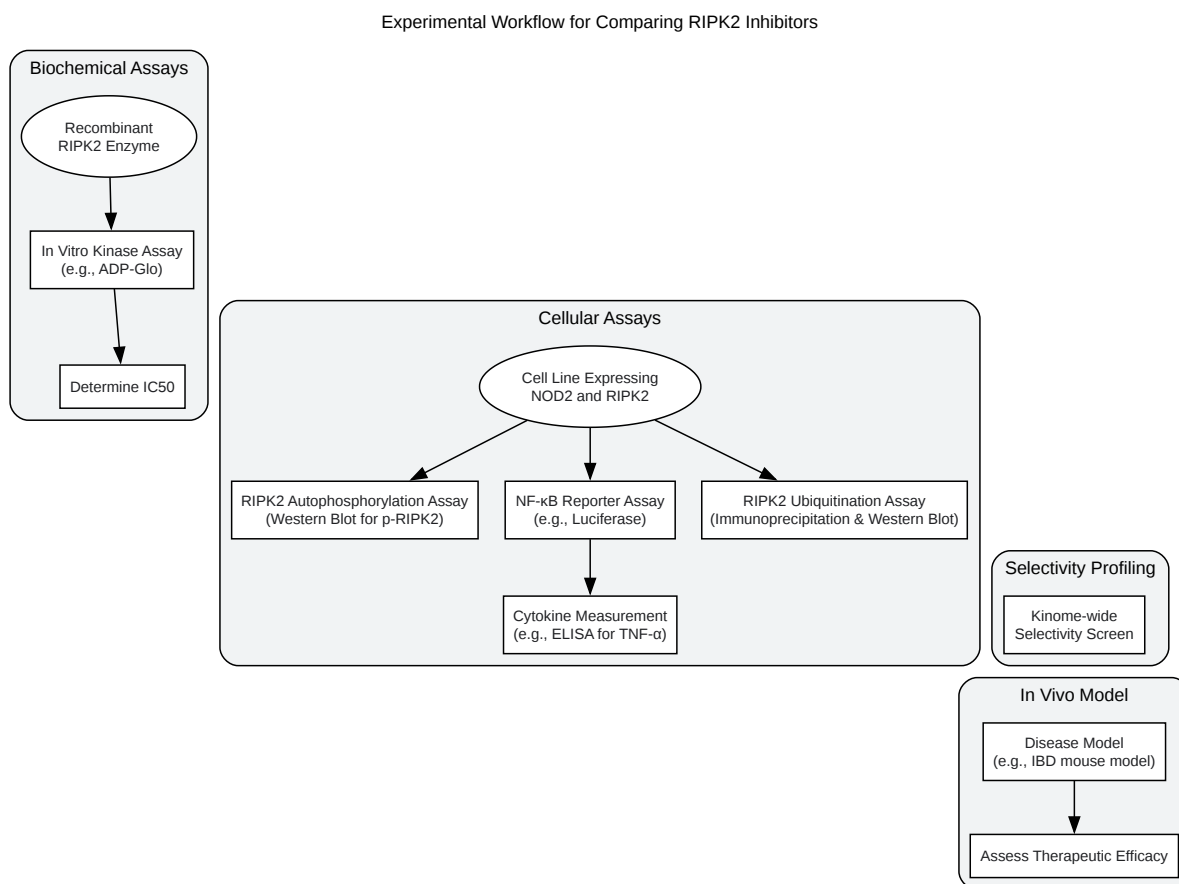 Experimental Workflow for Comparing RIPK2 Inhibitors
Biochemical Assays
Recombinant
RIPK2 Enzyme
In Vitro Kinase Assay
(e.g., ADP-Glo)
Determine IC50
Cellular Assays
Cell Line Expressing
NOD2 and RIPK2
RIPK2 Autophosphorylation Assay
(Western Blot for p-RIPK2)
NF-κB Reporter Assay
(e.g., Luciferase)
RIPK2 Ubiquitination Assay
(Immunoprecipitation & Western Blot)
Cytokine Measurement
(e.g., ELISA for TNF-α)
Selectivity Profiling
Kinome-wide
Selectivity Screen
In Vivo Model
Disease Model
(e.g., IBD mouse model)
Assess Therapeutic Efficacy